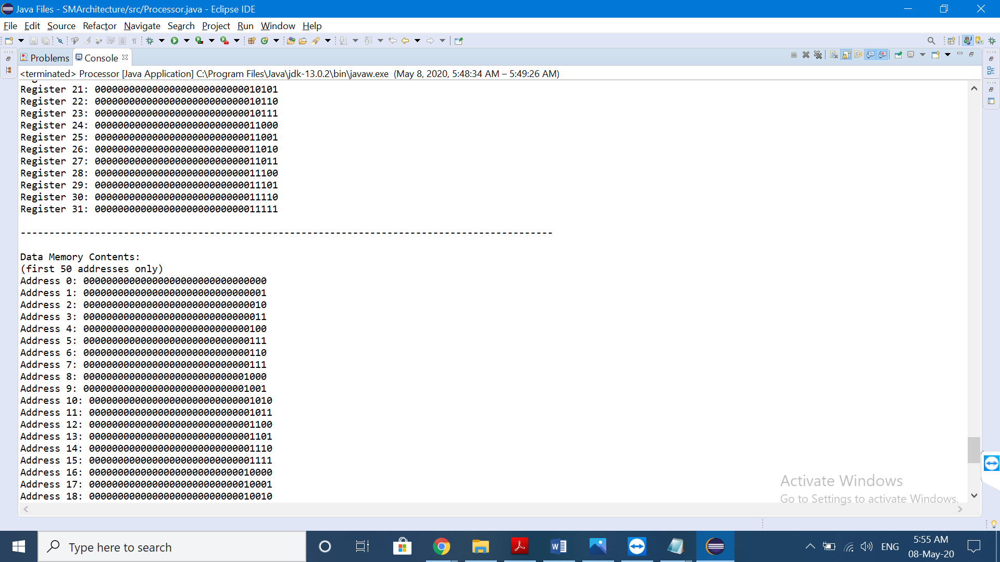 Java Files - SMArchitecture/src/Processor.java - Eclipse IDE
File Edit Source Refactor Navigate Search Project Run Window Help
Problems Console
<terminated> Processor [Java Application] C:\Program Files\Java\jdk-13.0.2\bin\javaw.exe (May 8, 2020, 5:48:34 AM – 5:49:26 AM)
Register 21: 00000000000000000000000000010101
Register 22: 00000000000000000000000000010110
Register 23: 00000000000000000000000000010111
Register 24: 00000000000000000000000000011000
Register 25: 00000000000000000000000000011001
Register 26: 00000000000000000000000000011010
Register 27: 00000000000000000000000000011011
Register 28: 00000000000000000000000000011100
Register 29: 00000000000000000000000000011101
Register 30: 00000000000000000000000000011110
Register 31: 00000000000000000000000000011111
---------------------------------------------------------------------------------------------
Data Memory Contents:
(first 50 addresses only)
Address 0: 00000000000000000000000000000000
Address 1: 00000000000000000000000000000001
Address 2: 00000000000000000000000000000010
Address 3: 00000000000000000000000000000011
Address 4: 00000000000000000000000000000100
Address 5: 00000000000000000000000000000111
Address 6: 00000000000000000000000000000110
Address 7: 00000000000000000000000000000111
Address 8: 00000000000000000000000000001000
Address 9: 00000000000000000000000000001001
Address 10: 00000000000000000000000000001010
Address 11: 00000000000000000000000000001011
Address 12: 00000000000000000000000000001100
Address 13: 00000000000000000000000000001101
Address 14: 00000000000000000000000000001110
Address 15: 00000000000000000000000000001111
Address 16: 00000000000000000000000000010000
Address 17: 00000000000000000000000000010001
Address 18: 00000000000000000000000000010010
Activate Windows
Go to Settings to activate Windows.
Type here to search
ENG
5:55 AM
08-May-20